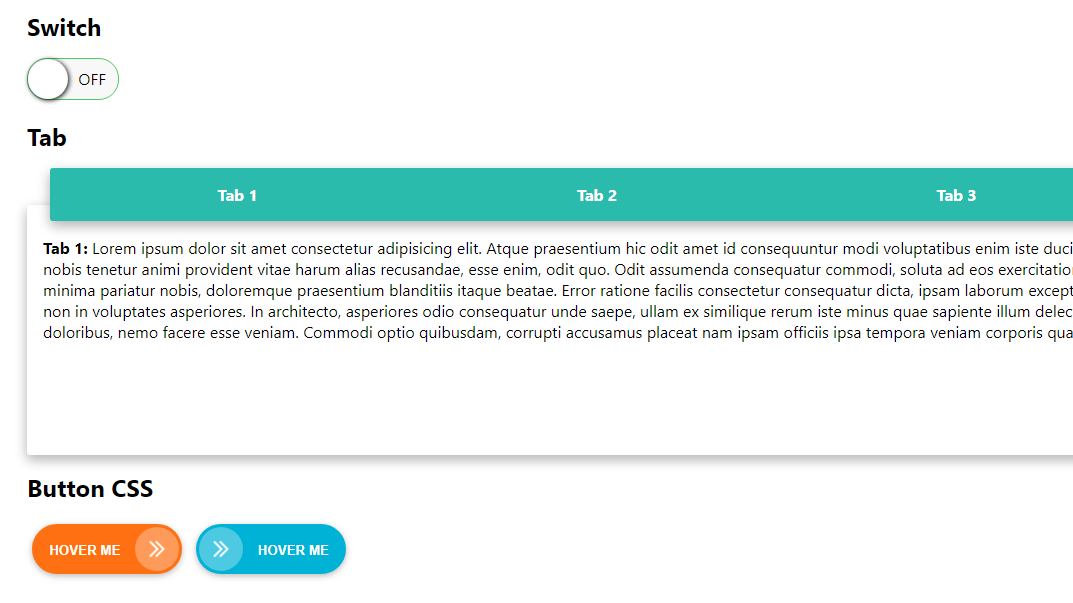 Switch
OFF
Tab
Tab 1 Tab 2 Tab 3
Tab 1: Lorem ipsum dolor sit amet consectetur adipisicing elit. Atque praesentium hic odit amet id consequuntur modi voluptatibus enim iste duci
nobis tenetur animi provident vitae harum alias recusandae, esse enim, odit quo. Odit assumenda consequatur commodi, soluta ad eos exercitatio
minima pariatur nobis, doloremque praesentium blanditiis itaque beatae. Error ratione facilis consectetur consequatur dicta, ipsam laborum except
non in voluptates asperiores. In architecto, asperiores odio consequatur unde saepe, ullam ex similique rerum iste minus quae sapiente illum delec
doloribus, nemo facere esse veniam. Commodi optio quibusdam, corrupti accusamus placeat nam ipsam officiis ipsa tempora veniam corporis qua
Button CSS
HOVER ME HOVER ME